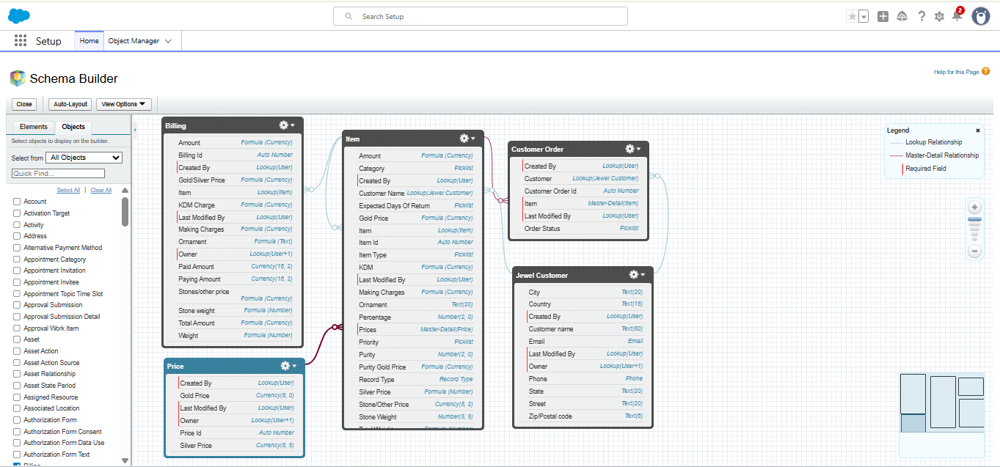 Search Setup
2
Setup
Home
Object Manager
Schema Builder
Help for this Page
Close
Auto-Layout
View Options
Elements
Objects
Select objects to display on the builder.
Select from All Objects
Quick Find...
Select All | Clear All
Account
Activation Target
Activity
Address
Alternative Payment Method
Appointment Category
Appointment Invitation
Appointment Invitee
Appointment Topic Time Slot
Approval Submission
Approval Submission Detail
Approval Work Item
Asset
Asset Action
Asset Action Source
Asset Relationship
Asset State Period
Assigned Resource
Associated Location
Authorization Form
Authorization Form Consent
Authorization Form Data Use
Authorization Form Text
Billing
Billing
Amount Formula (Currency)
Billing Id Auto Number
Created By Lookup(User)
Gold/Silver Price Formula (Currency)
Item Lookup(Item)
KDM Charge Formula (Currency)
Last Modified By Lookup(User)
Making Charges Formula (Currency)
Ornament Formula (Text)
Owner Lookup(User+1)
Paid Amount Currency(16, 2)
Paying Amount Currency(16, 2)
Stones/other price
Formula (Currency)
Stone weight Formula (Number)
Total Amount Formula (Currency)
Weight Formula (Number)
Price
Created By Lookup(User)
Gold Price Currency(8, 0)
Last Modified By Lookup(User)
Owner Lookup(User+1)
Price Id Auto Number
Silver Price Currency(8, 5)
Item
Amount Formula (Currency)
Category Picklist
Created By Lookup(User)
Customer Name Lookup(Jewel Customer)
Expected Days Of Return Picklist
Gold Price Formula (Currency)
Item Lookup(Item)
Item Id Auto Number
Item Type Picklist
KDM Formula (Currency)
Last Modified By Lookup(User)
Making Charges Formula (Currency)
Ornament Text(20)
Percentage Number(2, 0)
Prices Master-Detail(Price)
Priority Picklist
Purity Number(2, 0)
Purity Gold Price Formula (Currency)
Record Type Record Type
Silver Price Formula (Number)
Stone/Other Price Currency(8, 2)
Stone Weight Number(5, 5)
Total Weight Formula (Number)
Customer Order
Created By Lookup(User)
Customer Lookup(Jewel Customer)
Customer Order Id Auto Number
Item Master-Detail(Item)
Last Modified By Lookup(User)
Order Status Picklist
Jewel Customer
City Text(20)
Country Text(18)
Created By Lookup(User)
Customer name Text(80)
Email Email
Last Modified By Lookup(User)
Owner Lookup(User+1)
Phone Phone
State Text(20)
Street Text(20)
Zip/Postal code Text(6)
Legend
Lookup Relationship
Master-Detail Relationship
Required Field